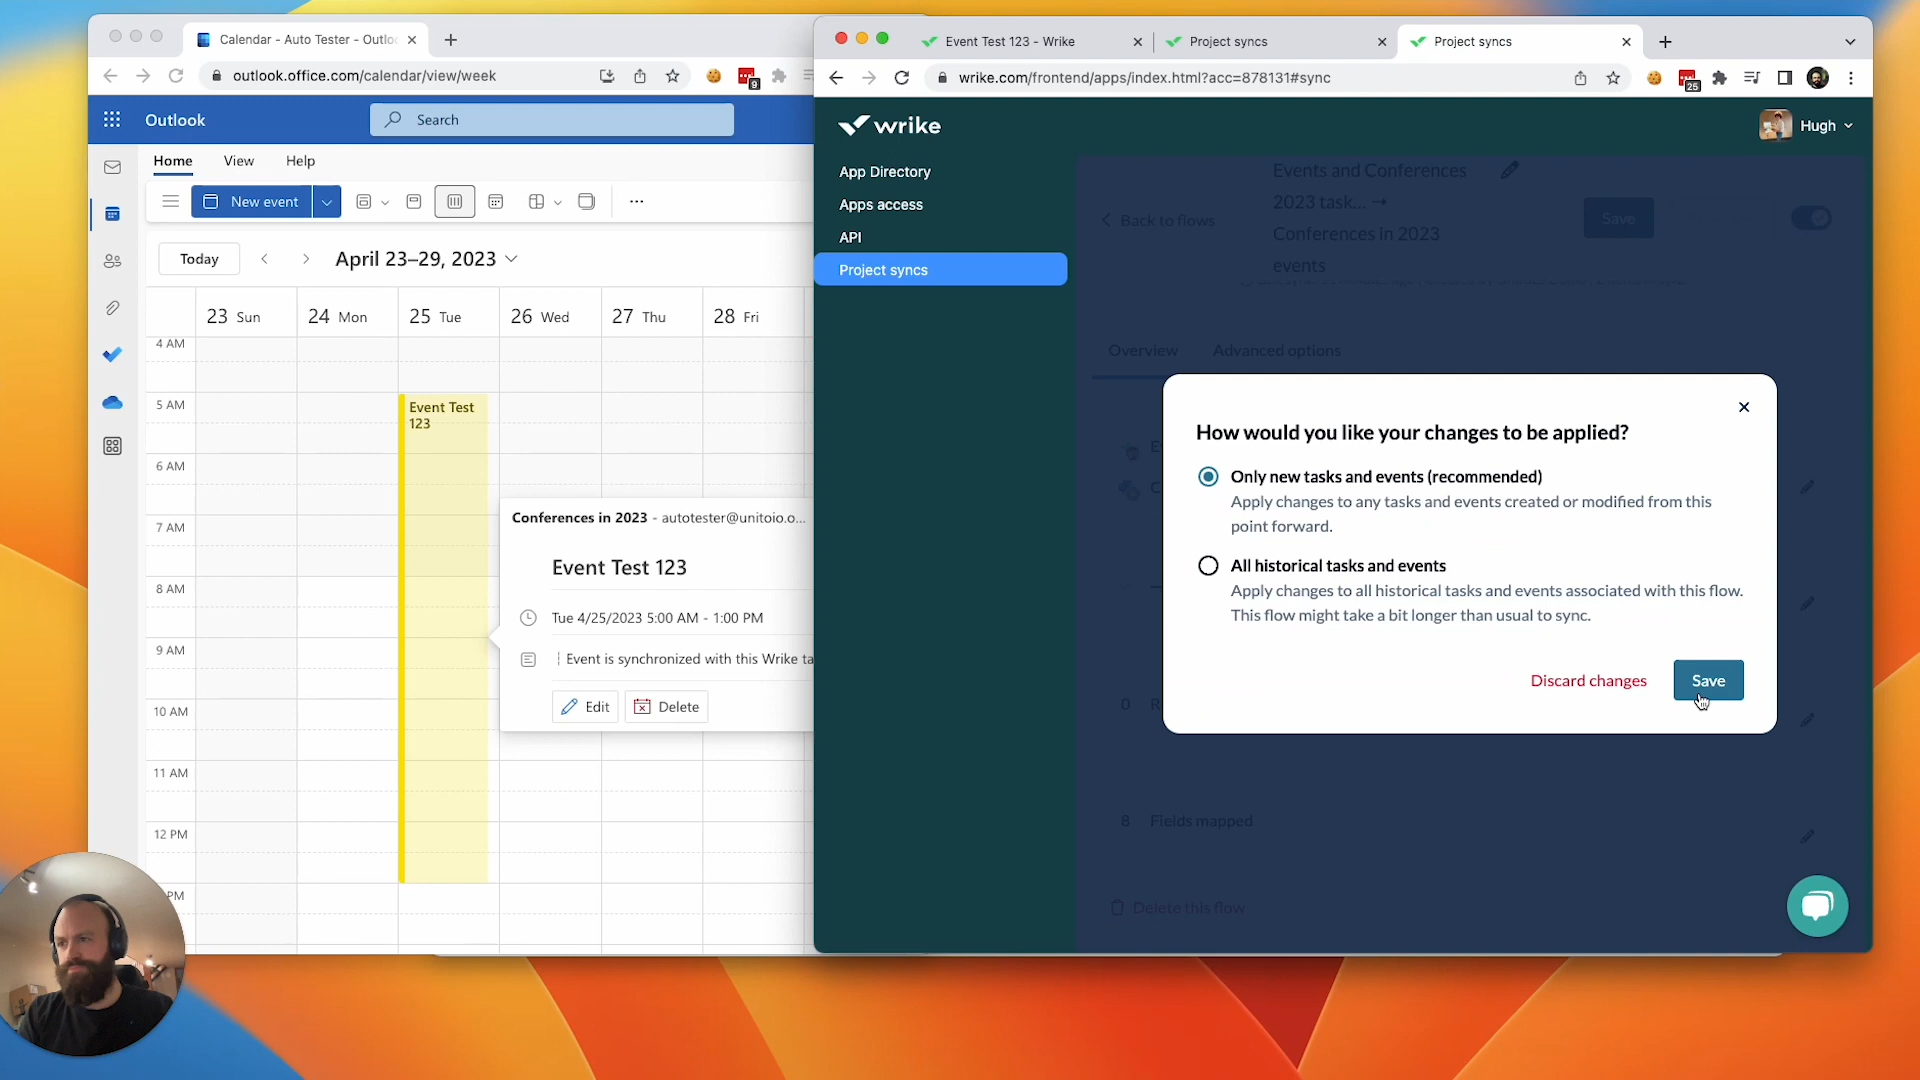 Calendar - Auto Tester - Outlo
outlook.office.com/calendar/view/week
9
Outlook
Search
Home
View
Help
New event
Today
April 23–29, 2023
23 Sun
24 Mon
25 Tue
26 Wed
27 Thu
28 Fri
4 AM
5 AM
6 AM
7 AM
8 AM
9 AM
10 AM
11 AM
12 PM
PM
Event Test
123
Conferences in 2023 - autotester@unitoio.o...
Event Test 123
Tue 4/25/2023 5:00 AM - 1:00 PM
Event is synchronized with this Wrike ta
Edit
Delete
Event Test 123 - Wrike
Project syncs
Project syncs
wrike.com/frontend/apps/index.html?acc=878131#sync
25
wrike
Hugh
App Directory
Apps access
API
Project syncs
Back to flows
Events and Conferences
2023 task... →
Conferences in 2023
events
Save
Overview
Advanced options
How would you like your changes to be applied?
Only new tasks and events (recommended)
Apply changes to any tasks and events created or modified from this
point forward.
All historical tasks and events
Apply changes to all historical tasks and events associated with this flow.
This flow might take a bit longer than usual to sync.
Discard changes
Save
0 R
8 Fields mapped
Delete this flow